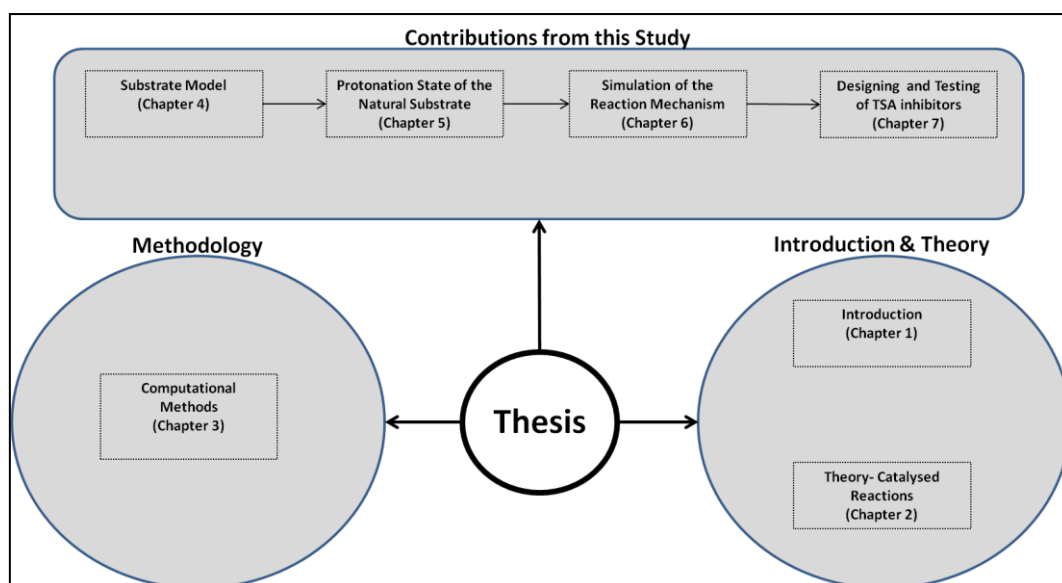 Contributions from this Study
Substrate Model
(Chapter 4)
Protonation State of the
Natural Substrate
(Chapter 5)
Simulation of the
Reaction Mechanism
(Chapter 6)
Designing and Testing
of TSA inhibitors
(Chapter 7)
Methodology
Computational
Methods
(Chapter 3)
Thesis
Introduction & Theory
Introduction
(Chapter 1)
Theory- Catalysed
Reactions
(Chapter 2)